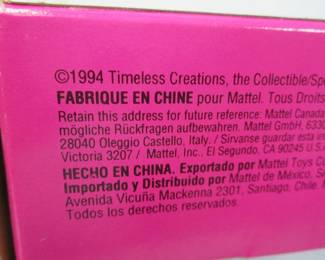 ©1994 Timeless Creations, the Collectible/Spe
FABRIQUE EN CHINE pour Mattel. Tous Droits
Retain this address for future reference: Mattel Canada
mögliche Rückfragen aufbewahren. Mattel GmbH, 6330
28040 Oleggio Castello, Italy. / Sírvanse guardar esta
Victoria 3207 / Mattel, Inc., El Segundo, CA 90245 U.S.A
HECHO EN CHINA. Exportado por Mattel Toys
Importado y Distribuido por Mattel de México, S
Avenida Vicuña Mackenna 2301, Santiago, Chile.
Todos los derechos reservados.